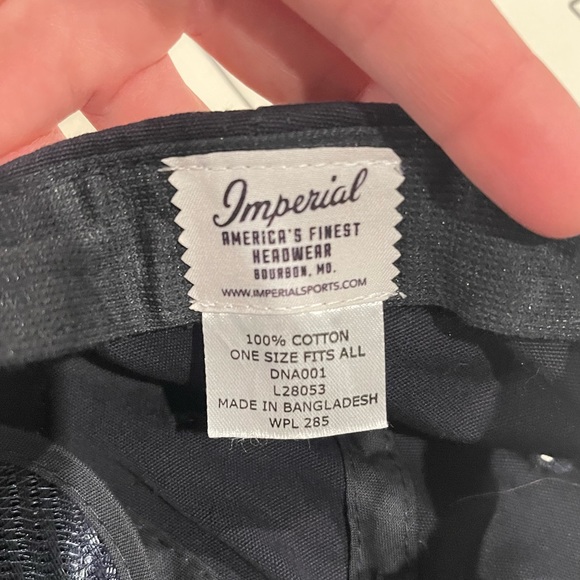 Imperial
AMERICA'S FINEST
HEADWEAR
BOURBON, MO.
WWW.IMPERIALSPORTS.COM
100% COTTON
ONE SIZE FITS ALL
DNA001
L28053
MADE IN BANGLADESH
WPL 285